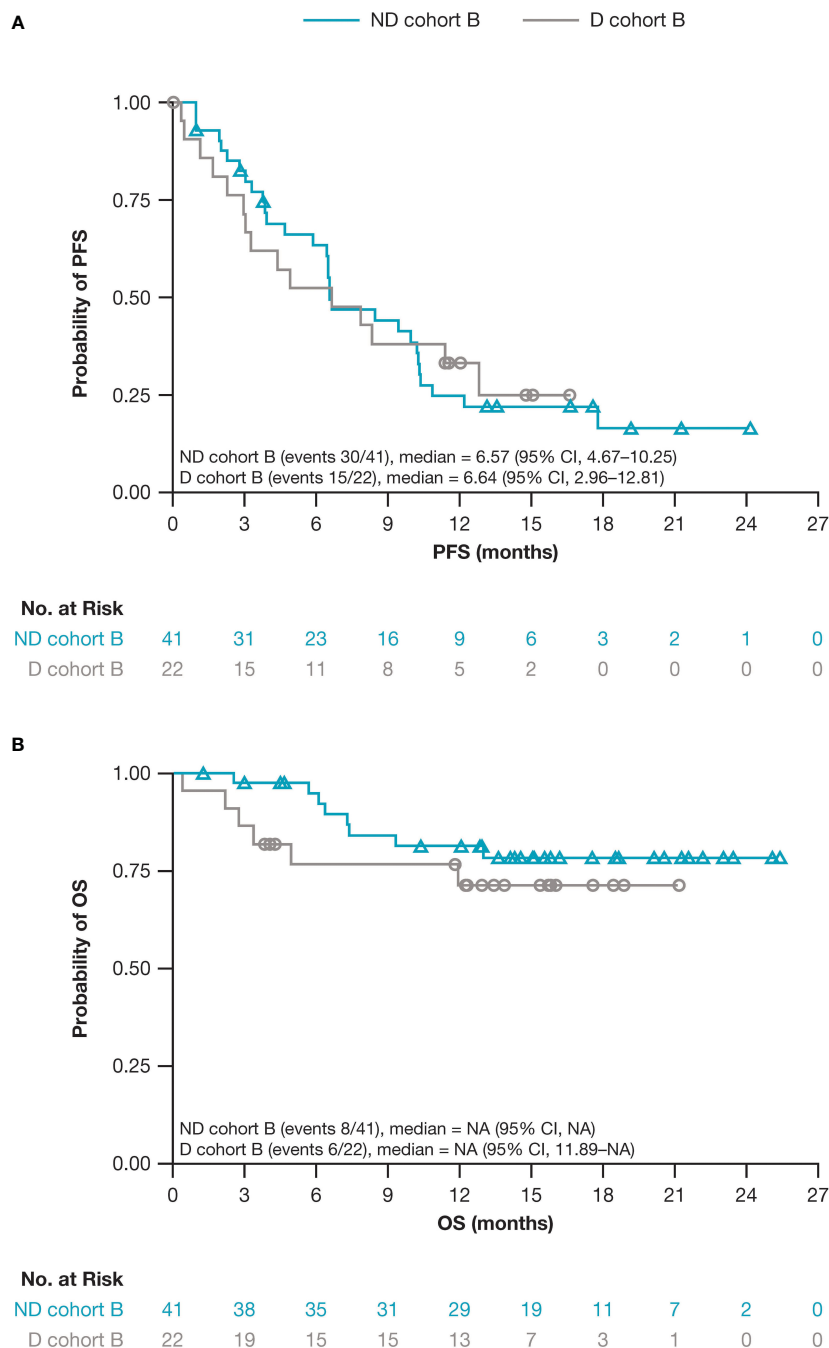 A
ND cohort B   D cohort B
1.00
0.75
0.50
0.25
0.00
Probability of PFS
ND cohort B (events 30/41), median = 6.57 (95% CI, 4.67–10.25)
D cohort B (events 15/22), median = 6.64 (95% CI, 2.96–12.81)
0 3 6 9 12 15 18 21 24 27
PFS (months)
No. at Risk
ND cohort B 41 31 23 16 9 6 3 2 1 0
D cohort B 22 15 11 8 5 2 0 0 0 0
B
1.00
0.75
0.50
0.25
0.00
Probability of OS
ND cohort B (events 8/41), median = NA (95% CI, NA)
D cohort B (events 6/22), median = NA (95% CI, 11.89–NA)
0 3 6 9 12 15 18 21 24 27
OS (months)
No. at Risk
ND cohort B 41 38 35 31 29 19 11 7 2 0
D cohort B 22 19 15 15 13 7 3 1 0 0